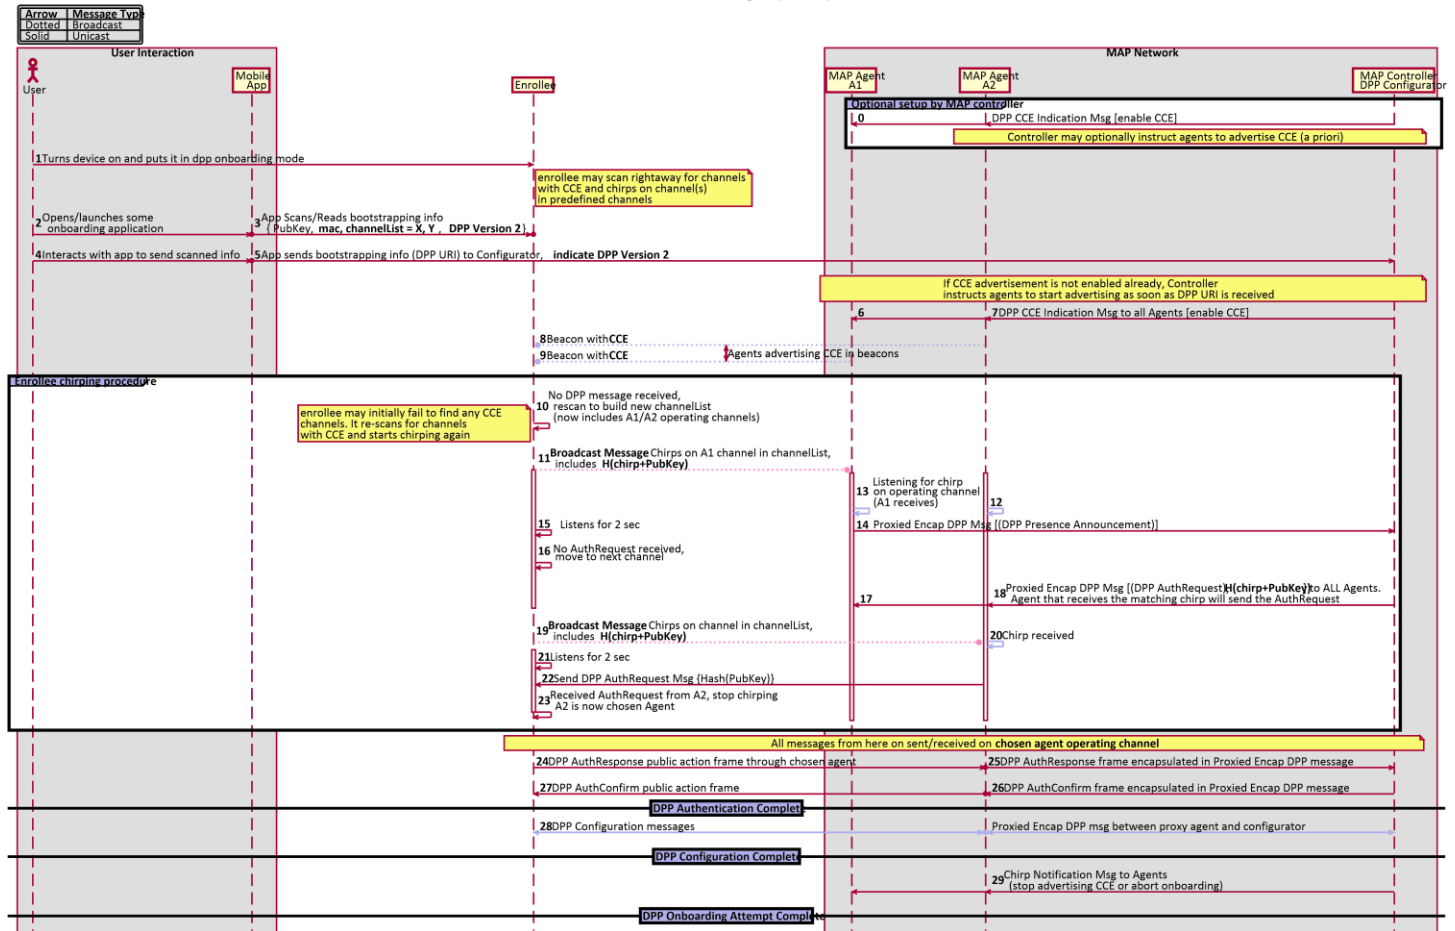 Arrow Message Type
Dotted Broadcast
Solid Unicast
User Interaction
MAP Network
User
Mobile
App
Enrollee
MAP Agent
A1
MAP Agent
A2
MAP Controller
DPP Configurator
Optional setup by MAP controller
0 DPP CCE Indication Msg [enable CCE]
Controller may optionally instruct agents to advertise CCE (a priori)
1 Turns device on and puts it in dpp onboarding mode
enrollee may scan rightaway for channels
with CCE and chirps on channel(s)
in predefined channels
2 Opens/launches some
onboarding application
3 App Scans/Reads bootstrapping info
{ PubKey, mac, channelList = X, Y , DPP Version 2}
4 Interacts with app to send scanned info
5 App sends bootstrapping info (DPP URI) to Configurator, indicate DPP Version 2
If CCE advertisement is not enabled already, Controller
instructs agents to start advertising as soon as DPP URI is received
6
7 DPP CCE Indication Msg to all Agents [enable CCE]
8 Beacon with CCE
9 Beacon with CCE
Agents advertising CCE in beacons
Enrollee chirping procedure
enrollee may initially fail to find any CCE
channels. It re-scans for channels
with CCE and starts chirping again
No DPP message received,
10 rescan to build new channelList
(now includes A1/A2 operating channels)
11 Broadcast Message Chirps on A1 channel in channelList,
includes H(chirp+PubKey)
Listening for chirp
13 on operating channel
(A1 receives)
12
14 Proxied Encap DPP Msg [(DPP Presence Announcement)]
15 Listens for 2 sec
16 No AuthRequest received,
move to next channel
17
18 Proxied Encap DPP Msg [(DPP AuthRequest), H(chirp+PubKey)] to ALL Agents.
Agent that receives the matching chirp will send the AuthRequest
19 Broadcast Message Chirps on channel in channelList,
includes H(chirp+PubKey)
20 Chirp received
21 Listens for 2 sec
22 Send DPP AuthRequest Msg {Hash(PubKey)}
23 Received AuthRequest from A2, stop chirping
A2 is now chosen Agent
All messages from here on sent/received on chosen agent operating channel
24 DPP AuthResponse public action frame through chosen agent
25 DPP AuthResponse frame encapsulated in Proxied Encap DPP message
27 DPP AuthConfirm public action frame
26 DPP AuthConfirm frame encapsulated in Proxied Encap DPP message
DPP Authentication Complete
28 DPP Configuration messages
Proxied Encap DPP msg between proxy agent and configurator
DPP Configuration Complete
29 Chirp Notification Msg to Agents
(stop advertising CCE or abort onboarding)
DPP Onboarding Attempt Complete